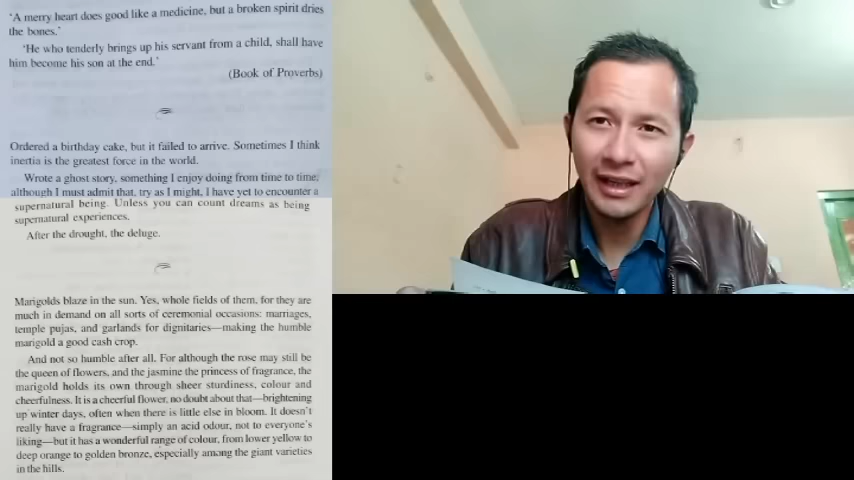 'A merry heart does good like a medicine, but a broken spirit dries
the bones.'
'He who tenderly brings up his servant from a child, shall have
him become his son at the end.'
(Book of Proverbs)
Ordered a birthday cake, but it failed to arrive. Sometimes I think
inertia is the greatest force in the world.
Wrote a ghost story, something I enjoy doing from time to time,
although I must admit that, try as I might, I have yet to encounter a
supernatural being. Unless you can count dreams as being
supernatural experiences.
After the drought, the deluge.
Marigolds blaze in the sun. Yes, whole fields of them, for they are
much in demand on all sorts of ceremonial occasions: marriages,
temple pujas, and garlands for dignitaries—making the humble
marigold a good cash crop.
And not so humble after all. For although the rose may still be
the queen of flowers, and the jasmine the princess of fragrance, the
marigold holds its own through sheer sturdiness, colour and
cheerfulness. It is a cheerful flower, no doubt about that—brightening
up winter days, often when there is little else in bloom. It doesn't
really have a fragrance—simply an acid odour, not to everyone's
liking—but it has a wonderful range of colour, from lower yellow to
deep orange to golden bronze, especially among the giant varieties
in the hills.